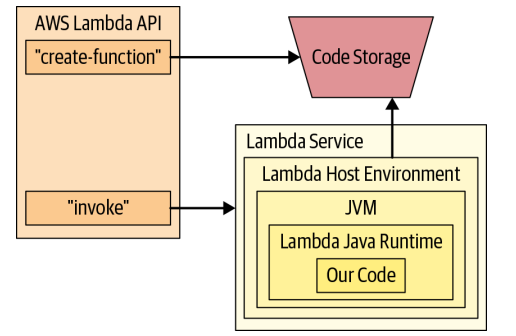 AWS Lambda API
"create-function"
Code Storage
Lambda Service
Lambda Host Environment
"invoke"
JVM
Lambda Java Runtime
Our Code